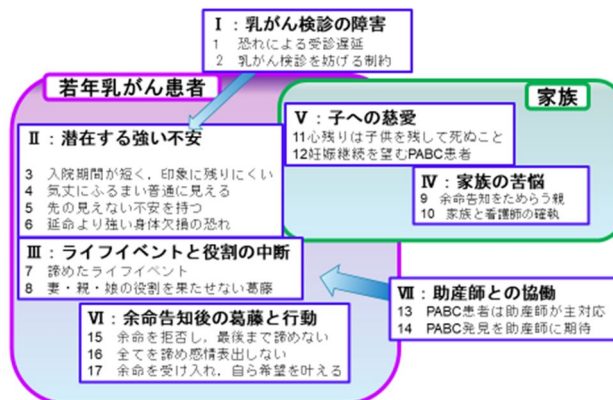 Ⅰ：乳がん検診の障害
1 恐れによる受診遅延
2 乳がん検診を妨げる制約
若年乳がん患者
家族
Ⅱ：潜在する強い不安
3 入院期間が短く，印象に残りにくい
4 気丈にふるまい普通に見える
5 先の見えない不安を持つ
6 延命より強い身体欠損の恐れ
Ⅴ：子への慈愛
11心残りは子供を残して死ぬこと
12妊娠継続を望むPABC患者
Ⅳ：家族の苦悩
9 余命告知をためらう親
10 家族と看護師の確執
Ⅲ：ライフイベントと役割の中断
7 諦めたライフイベント
8 妻・親・娘の役割を果たせない葛藤
Ⅶ：助産師との協働
13 PABC患者は助産師が主対応
14 PABC発見を助産師に期待
Ⅵ：余命告知後の葛藤と行動
15 余命を拒否し，最後まで諦めない
16 全てを諦め感情表出しない
17 余命を受け入れ，自ら希望を叶える